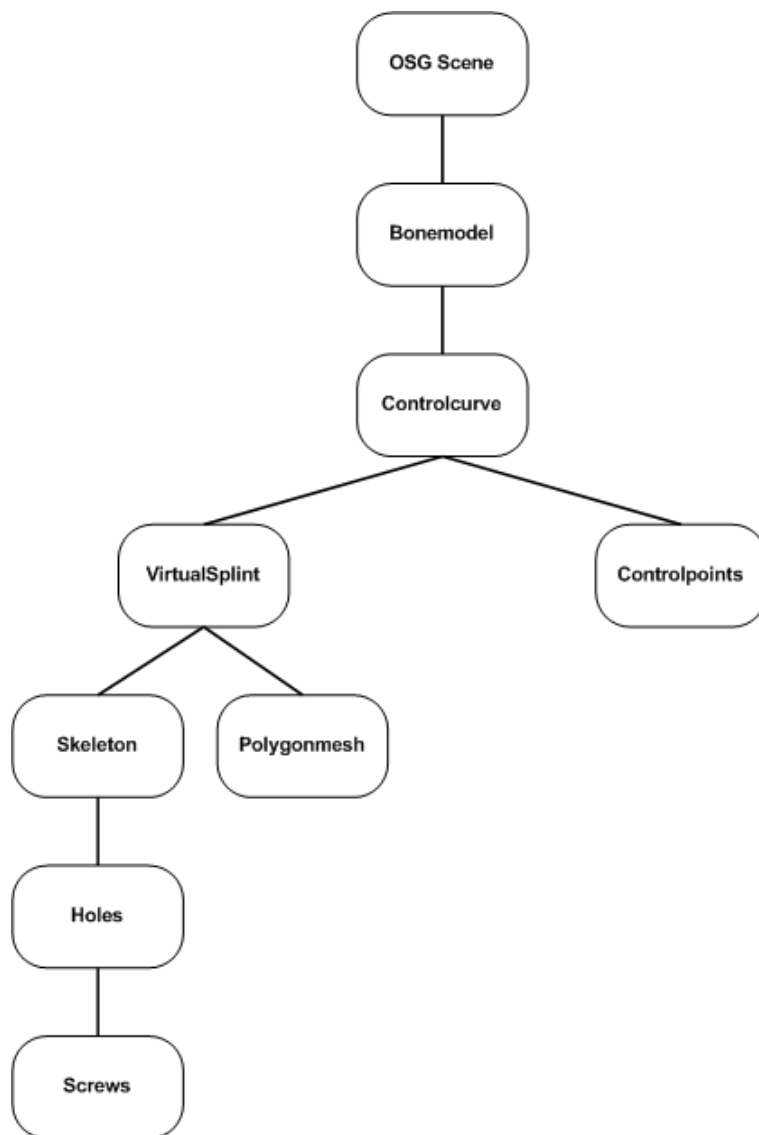 OSG Scene
Bonemodel
Controlcurve
VirtualSplint
Controlpoints
Skeleton
Polygonmesh
Holes
Screws